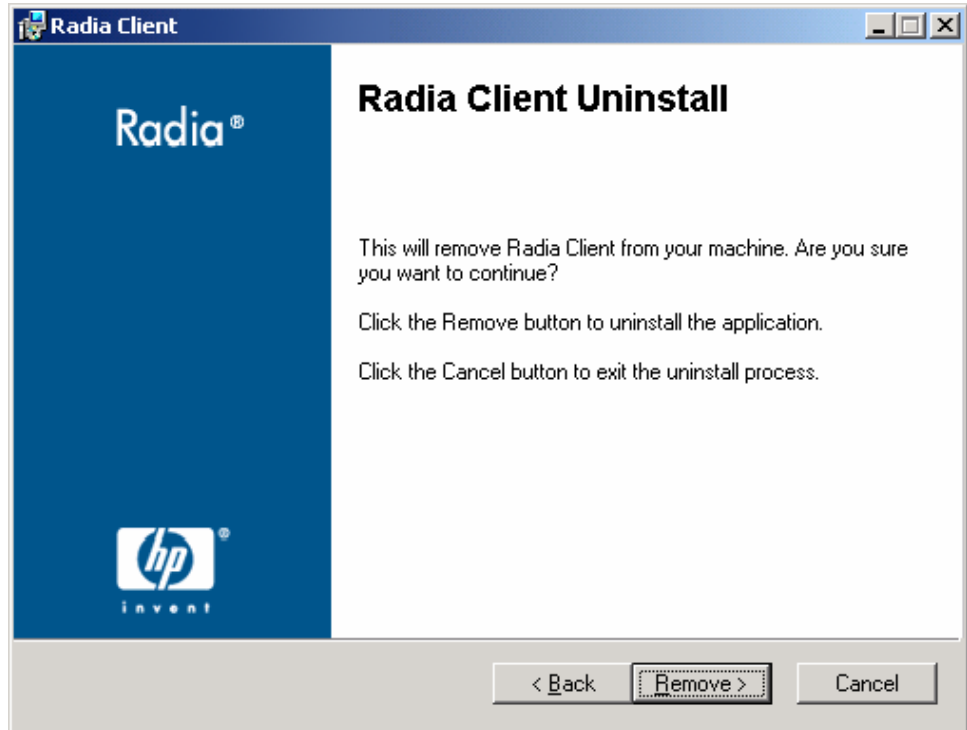 Radia Client
Radia®
Radia Client Uninstall
This will remove Radia Client from your machine. Are you sure
you want to continue?
Click the Remove button to uninstall the application.
Click the Cancel button to exit the uninstall process.
hp®
invent
< Back
Remove >
Cancel